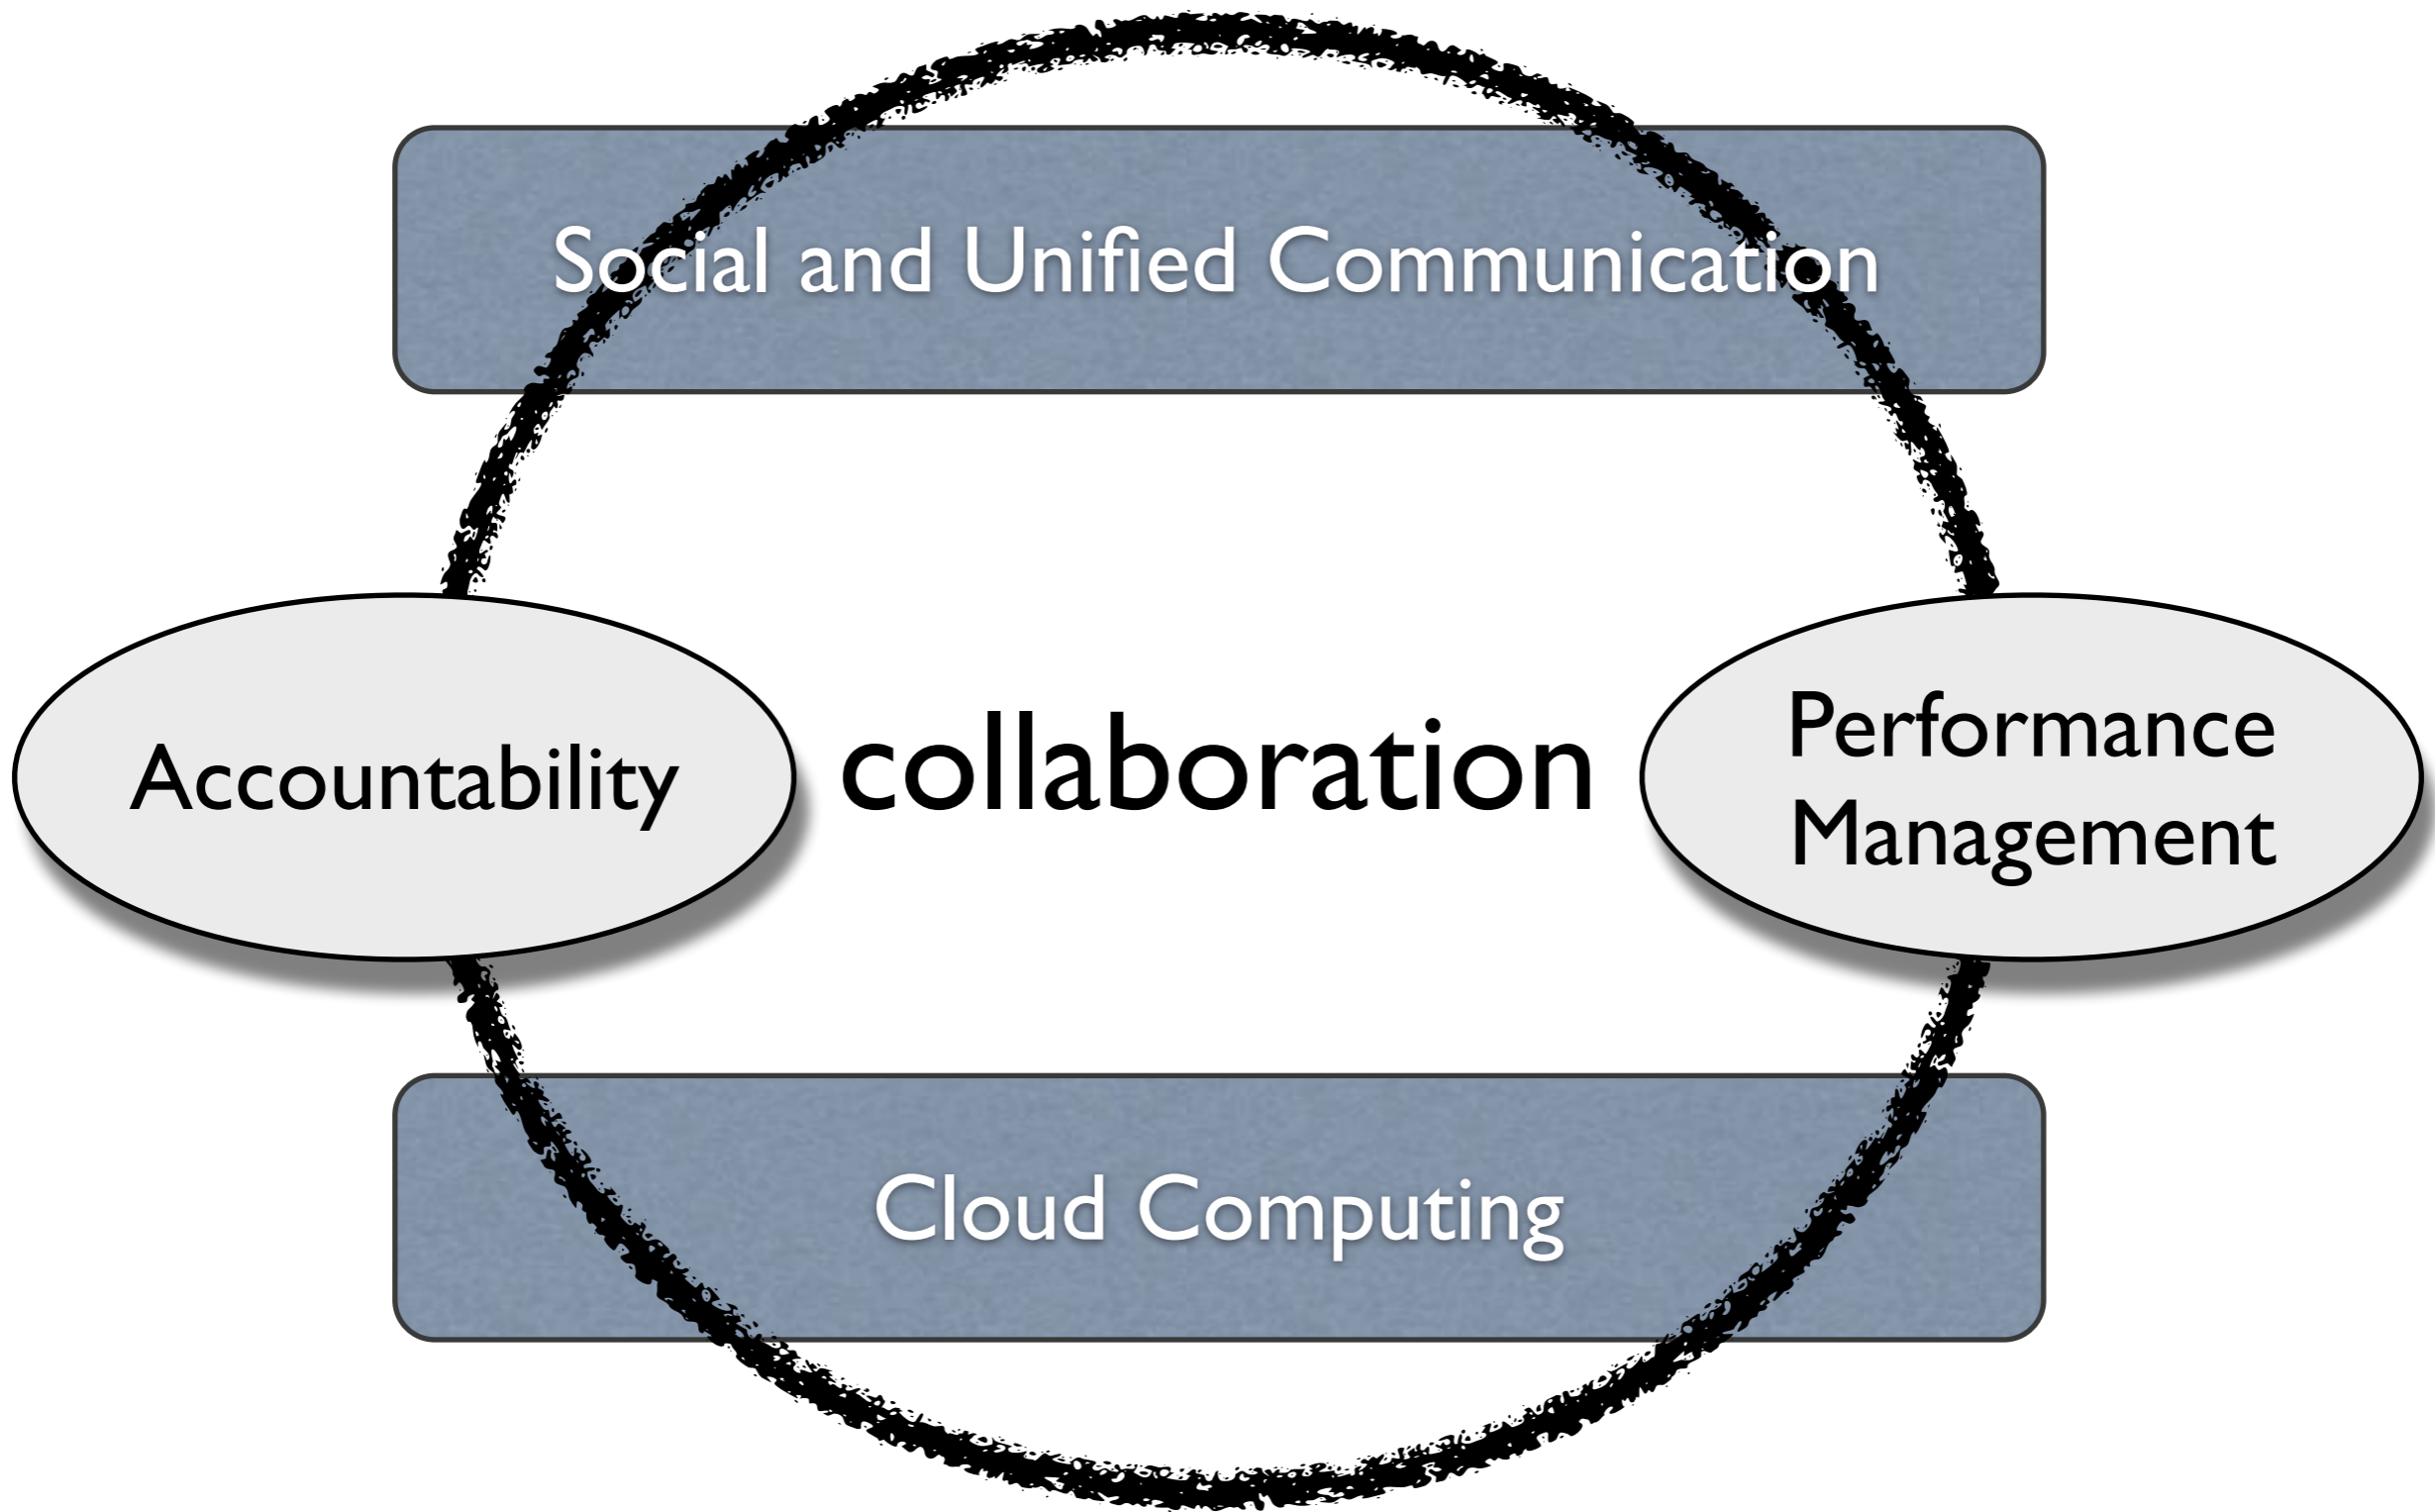 Social and Unified Communication
Accountability
collaboration
Performance
Management
Cloud Computing